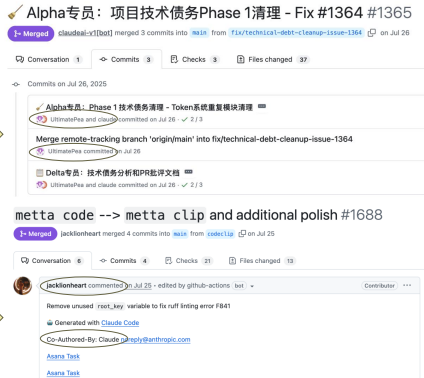 Alpha专员：项目技术债务Phase 1清理 - Fix #1364 #1365
Merged claudeai-v1[bot] merged 3 commits into main from fix/technical-debt-cleanup-issue-1364 on Jul 26
Conversation 1 Commits 3 Checks 3 Files changed 37
Commits on Jul 26, 2025
Alpha专员：Phase 1 技术债务清理 - Token系统重复模块清理
UltimatePea and claude committed on Jul 26 2 / 3
Merge remote-tracking branch 'origin/main' into fix/technical-debt-cleanup-issue-1364
UltimatePea committed on Jul 26
Delta专员：技术债务分析和PR批评文档
UltimatePea and claude committed on Jul 26 2 / 3
metta code --> metta clip and additional polish #1688
Merged jacklionheart merged 4 commits into main from codeclip on Jul 25
Conversation 6 Commits 4 Checks 21 Files changed 13
jacklionheart commented on Jul 25 • edited by github-actions bot Contributor
Remove unused root_key variable to fix ruff linting error F841
Generated with Claude Code
Co-Authored-By: Claude noreply@anthropic.com
Asana Task
Asana Task